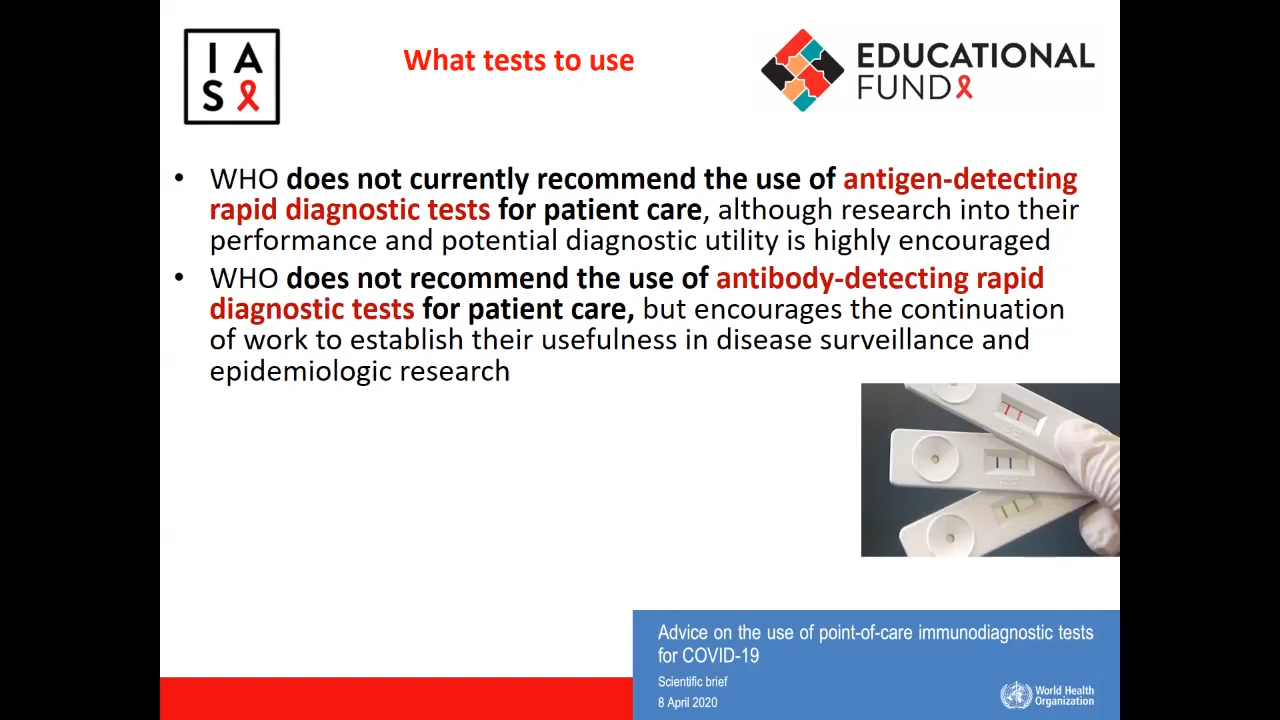 IA
S
What tests to use
EDUCATIONAL
FUND
• WHO does not currently recommend the use of antigen-detecting
rapid diagnostic tests for patient care, although research into their
performance and potential diagnostic utility is highly encouraged
• WHO does not recommend the use of antibody-detecting rapid
diagnostic tests for patient care, but encourages the continuation
of work to establish their usefulness in disease surveillance and
epidemiologic research
Advice on the use of point-of-care immunodiagnostic tests
for COVID-19
Scientific brief
8 April 2020
World Health
Organization